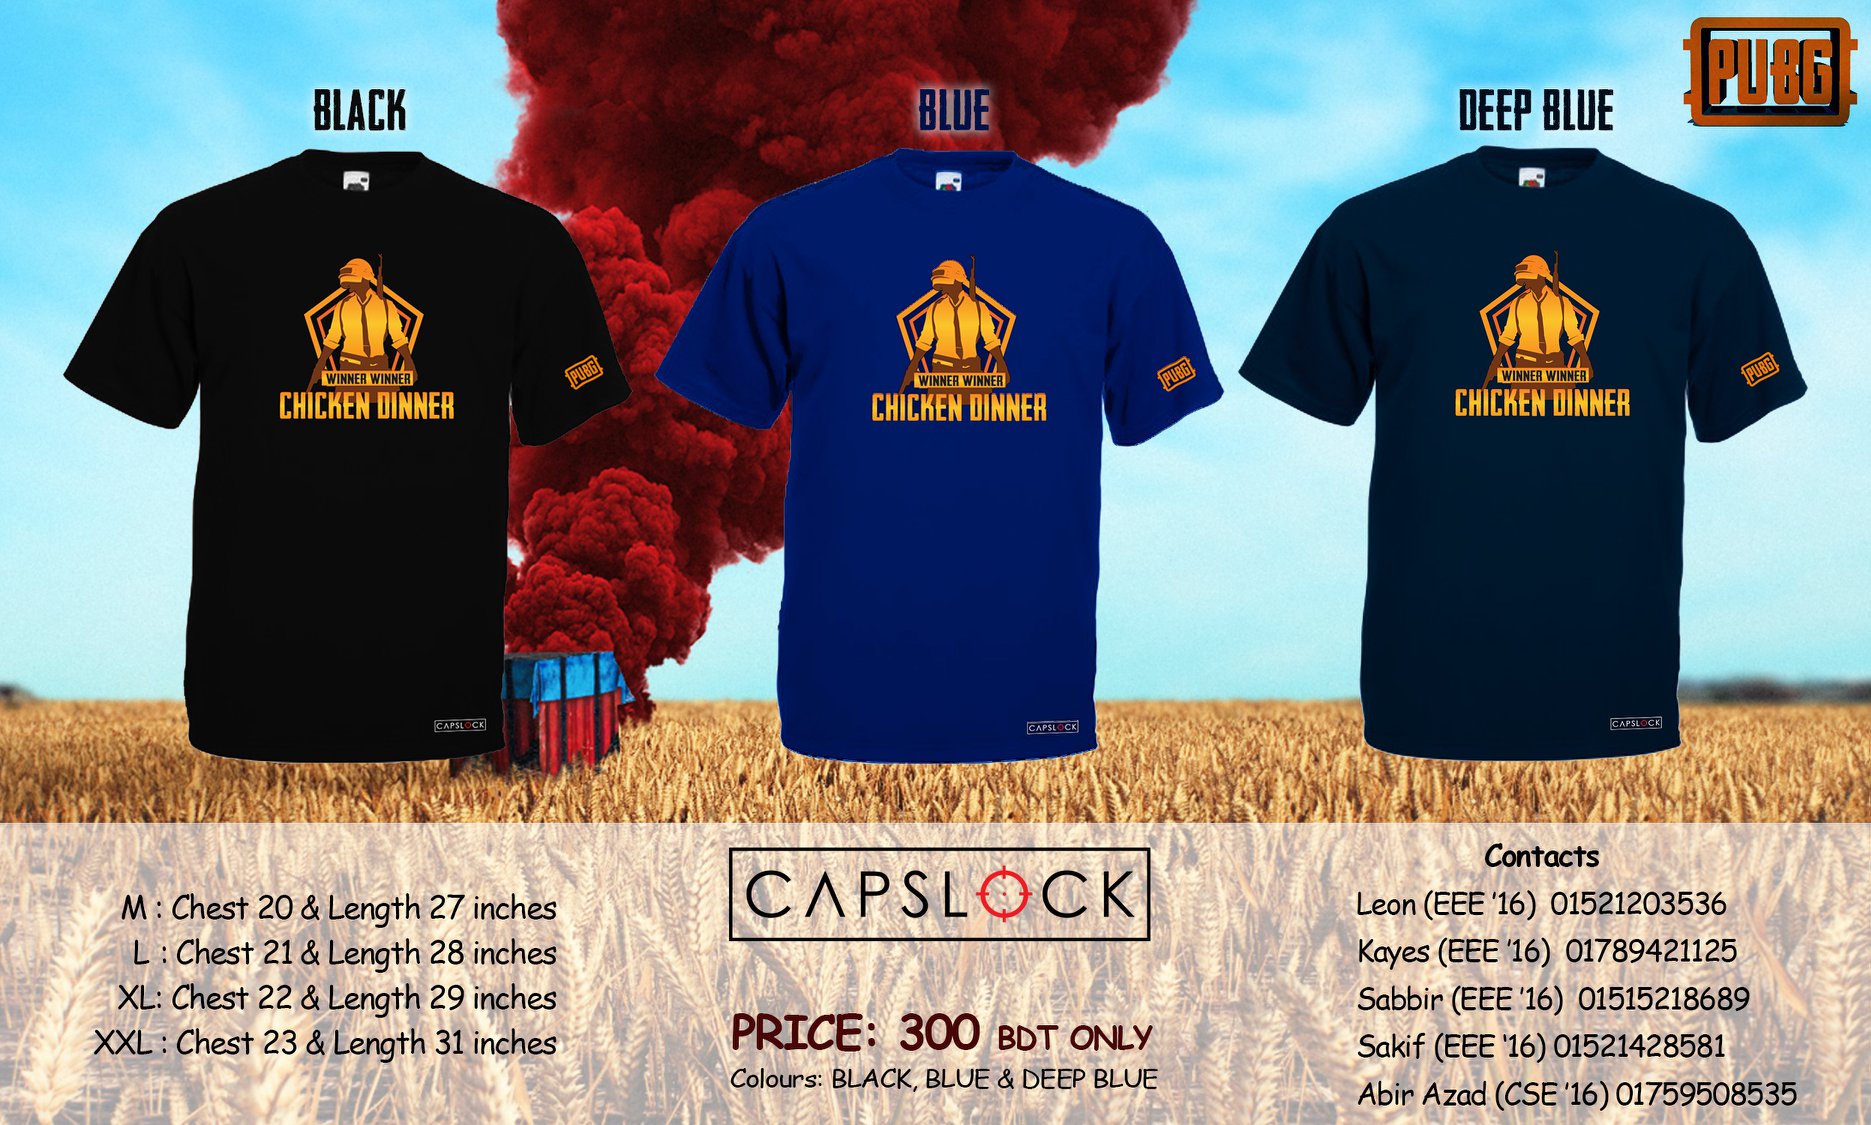 PUBG
BLACK
BLUE
DEEP BLUE
WINNER WINNER
CHICKEN DINNER
PUBG
CAPSLOCK
WINNER WINNER
CHICKEN DINNER
PUBG
CAPSLOCK
WINNER WINNER
CHICKEN DINNER
PUBG
CAPSLOCK
M : Chest 20 & Length 27 inches
L : Chest 21 & Length 28 inches
XL: Chest 22 & Length 29 inches
XXL : Chest 23 & Length 31 inches
CAPSLOCK
PRICE: 300 BDT ONLY
Colours: BLACK, BLUE & DEEP BLUE
Contacts
Leon (EEE '16) 01521203536
Kayes (EEE '16) 01789421125
Sabbir (EEE '16) 01515218689
Sakif (EEE '16) 01521428581
Abir Azad (CSE '16) 01759508535